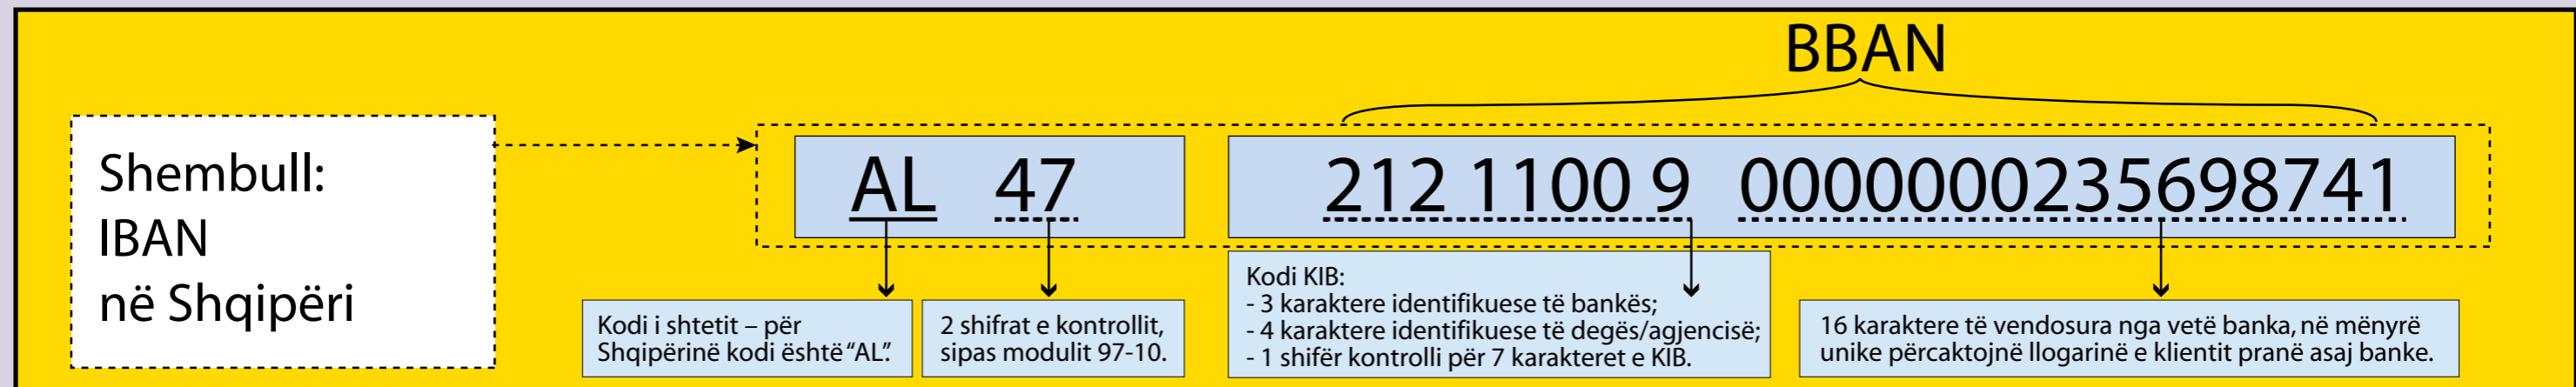 BBAN
Shembull:
IBAN
në Shqipëri
AL 47 212 1100 9 0000000235698741
Kodi i shtetit – për
Shqipërinë kodi është “AL”.
2 shifrat e kontrollit,
sipas modulit 97-10.
Kodi KIB:
- 3 karaktere identifikuese të bankës;
- 4 karaktere identifikuese të degës/agjencisë;
- 1 shifër kontrolli për 7 karakteret e KIB.
16 karaktere të vendosura nga vetë banka, në mënyrë
unike përcaktojnë llogarinë e klientit pranë asaj banke.